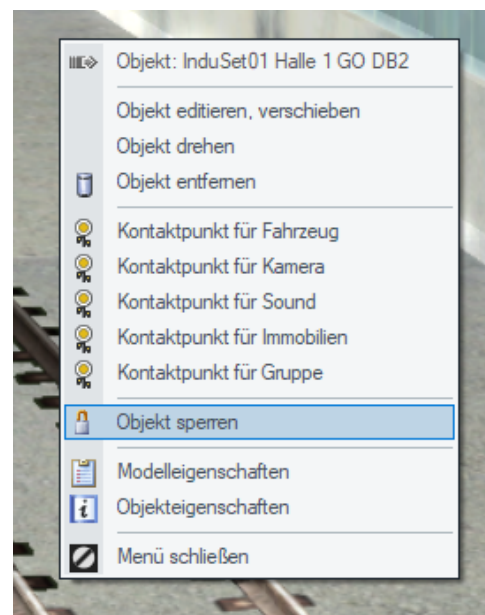 Objekt: InduSet01 Halle 1 GO DB2
Objekt editieren, verschieben
Objekt drehen
Objekt entfernen
Kontaktpunkt für Fahrzeug
Kontaktpunkt für Kamera
Kontaktpunkt für Sound
Kontaktpunkt für Immobilien
Kontaktpunkt für Gruppe
Objekt sperren
Modelleigenschaften
Objekteigenschaften
Menü schließen